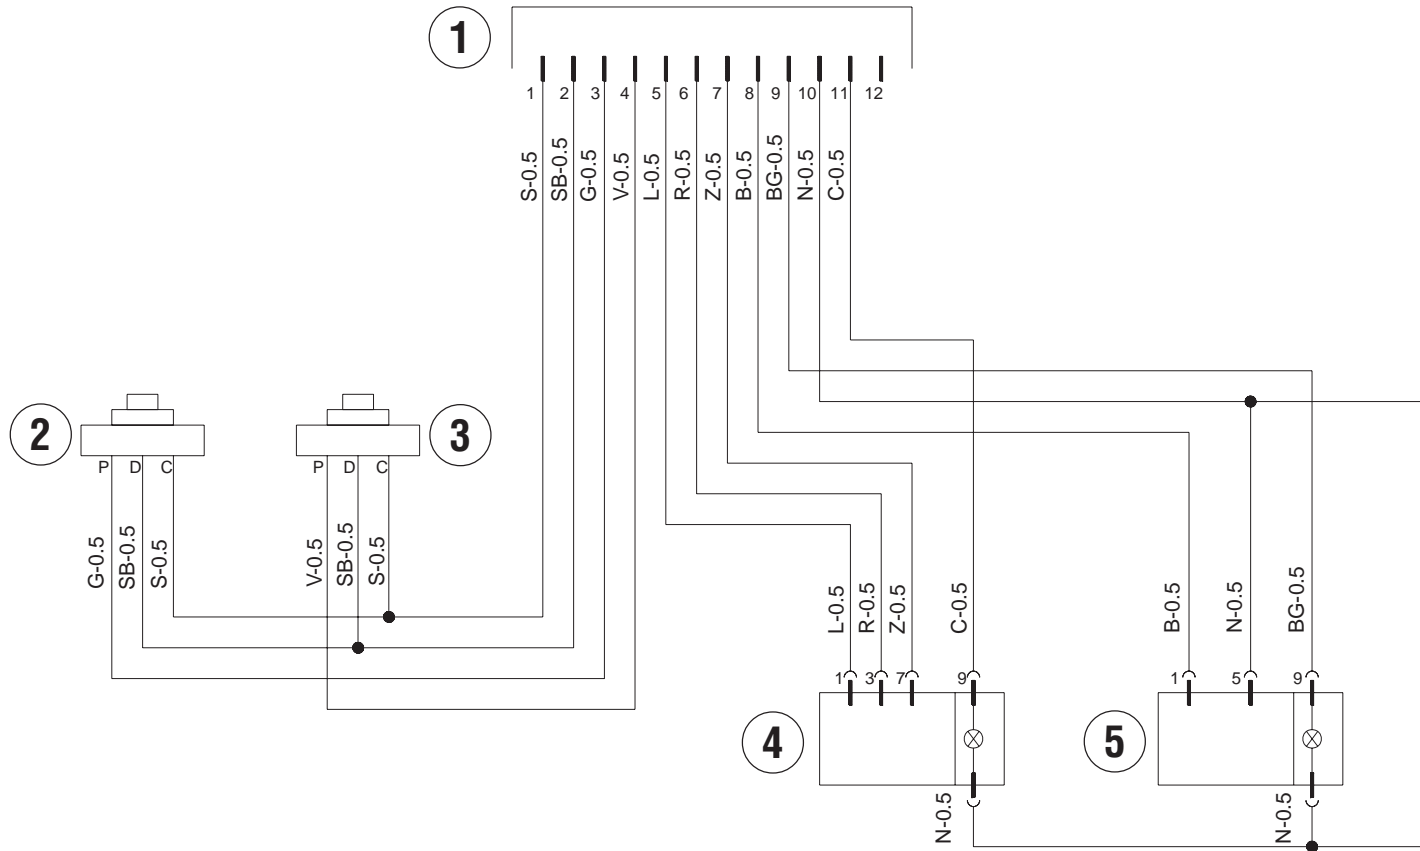 1
1 2 3 4 5 6 7 8 9 10 11 12
S-0.5 SB-0.5 G-0.5 V-0.5 L-0.5 R-0.5 Z-0.5 B-0.5 BG-0.5 N-0.5 C-0.5
2 3
P D C P D C
G-0.5 SB-0.5 S-0.5 V-0.5 SB-0.5 S-0.5
L-0.5 R-0.5 Z-0.5 C-0.5 B-0.5 N-0.5 BG-0.5
1 3 7 9 1 5 9
4 5
N-0.5 N-0.5